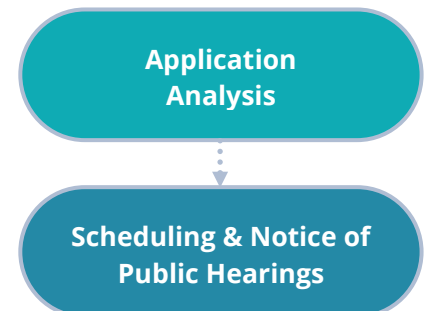 Application
Analysis
Scheduling & Notice of
Public Hearings